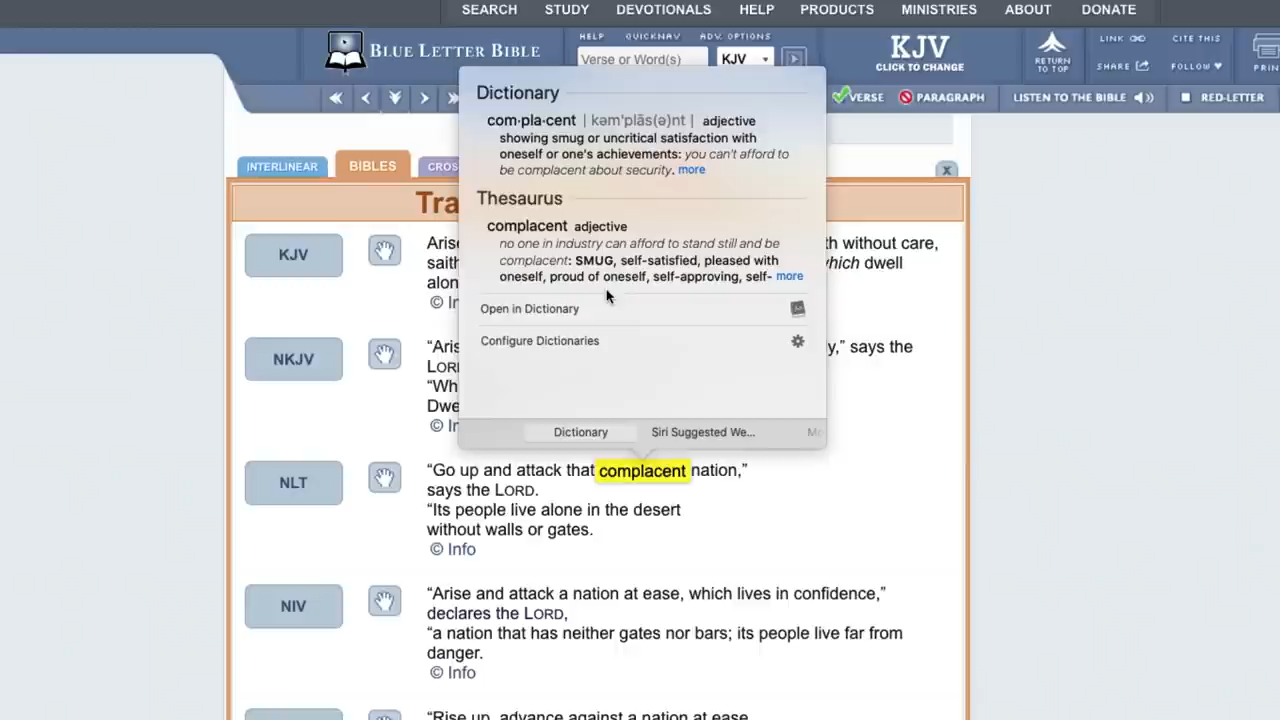 SEARCH STUDY DEVOTIONALS HELP PRODUCTS MINISTRIES ABOUT DONATE
BLUE LETTER BIBLE
HELP QUICKNAV ADV. OPTIONS
Verse or Word(s) KJV
KJV
CLICK TO CHANGE
RETURN
TO TOP
LINK CITE THIS
SHARE FOLLOW
VERSE PARAGRAPH LISTEN TO THE BIBLE RED-LETTER
INTERLINEAR BIBLES
Dictionary
com·pla·cent | kəmˈplās(ə)nt | adjective
showing smug or uncritical satisfaction with
oneself or one's achievements: you can't afford to
be complacent about security. more
Thesaurus
complacent adjective
no one in industry can afford to stand still and be
complacent: SMUG, self-satisfied, pleased with
oneself, proud of oneself, self-approving, self- more
Open in Dictionary
Configure Dictionaries
Dictionary Siri Suggested We...
KJV
without care,
which dwell
NKJV
says the
NLT
“Go up and attack that complacent nation,”
says the LORD.
“Its people live alone in the desert
without walls or gates.
© Info
NIV
“Arise and attack a nation at ease, which lives in confidence,”
declares the LORD,
“a nation that has neither gates nor bars; its people live far from
danger.
© Info
“Rise up, advance against a nation at ease